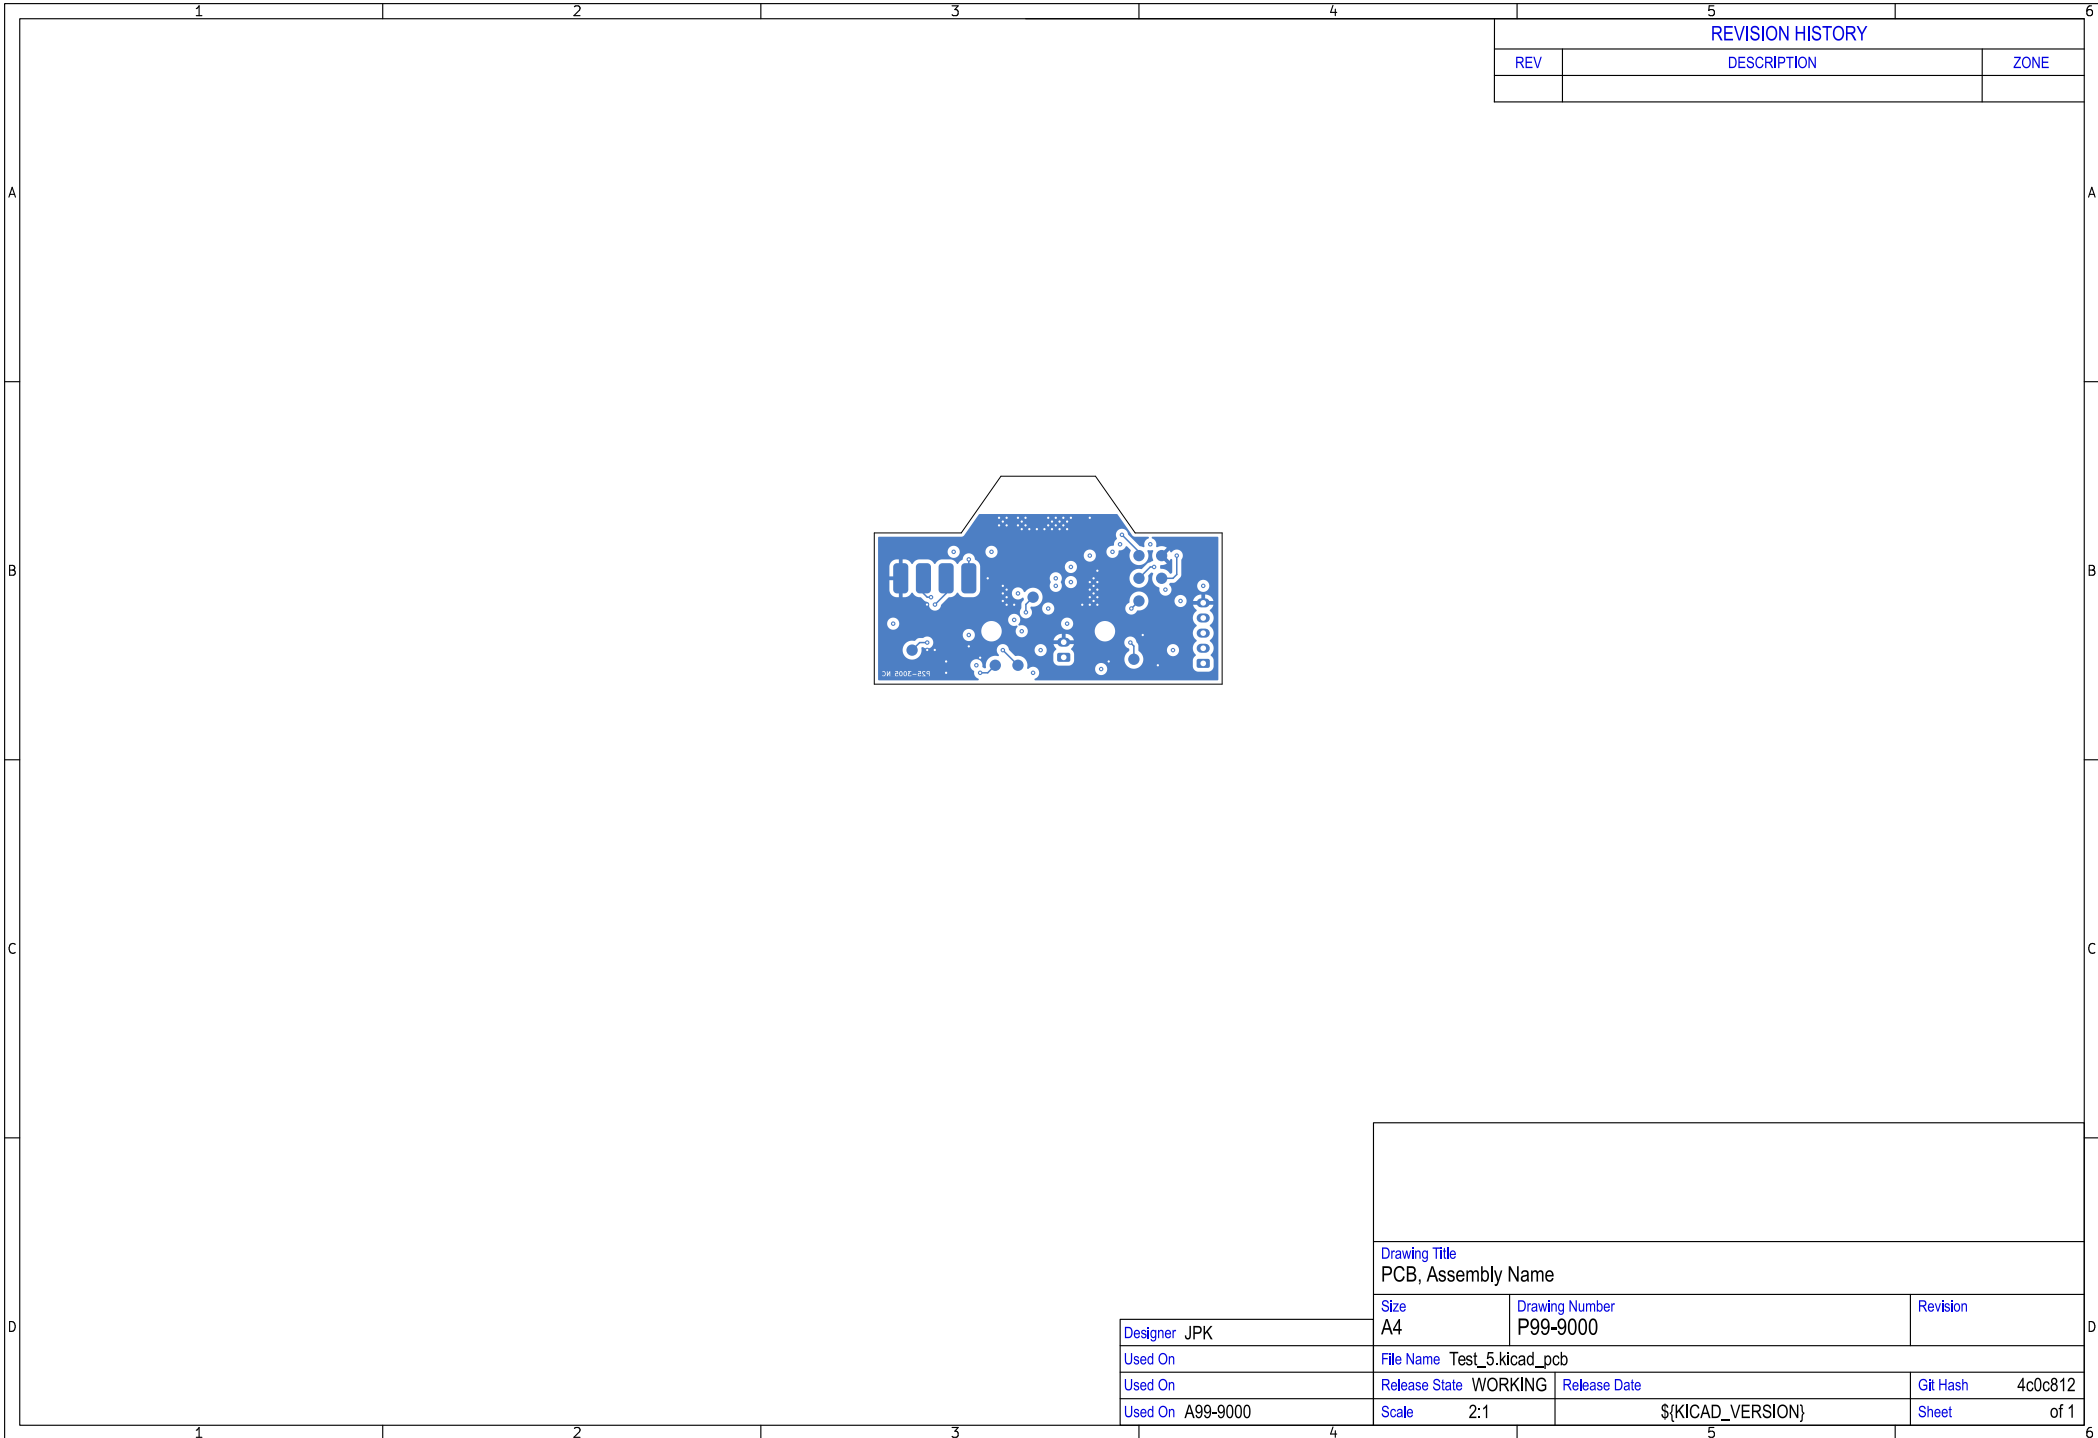 1 2 3 4 5 6
REVISION HISTORY
REV DESCRIPTION ZONE
A A
B B
P25-3005 NC
C C
Drawing Title
PCB, Assembly Name
Size Drawing Number Revision
A4 P99-9000
D D
Designer JPK
Used On File Name Test_5.kicad_pcb
Used On Release State WORKING Release Date Git Hash 4c0c812
Used On A99-9000 Scale 2:1 ${KICAD_VERSION} Sheet of 1
1 2 3 4 5 6